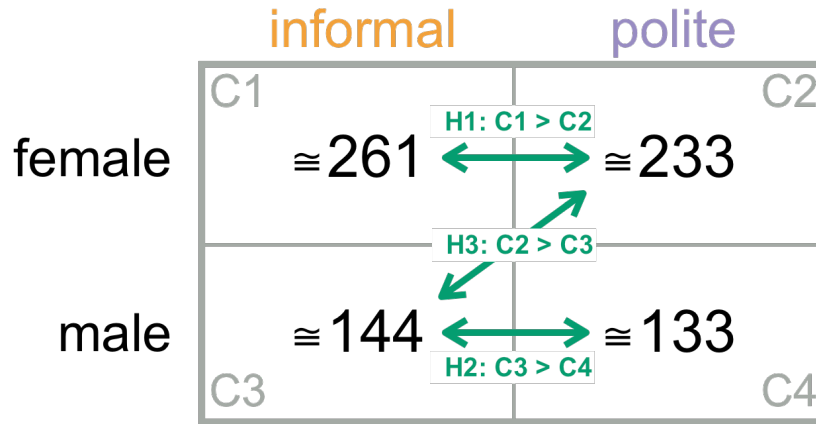 informal polite
C1 C2
H1: C1 > C2
female ≅261 ≅233
H3: C2 > C3
male ≅144 ≅133
H2: C3 > C4
C3 C4